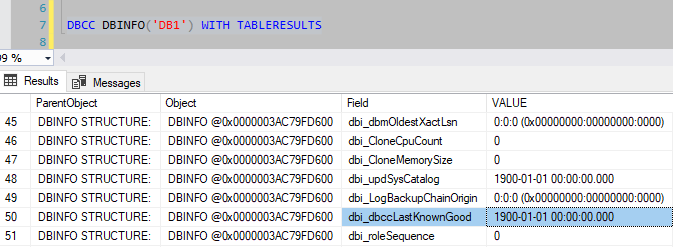 6
7 DBCC DBINFO('DB1') WITH TABLERESULTS
8
99 %
Results Messages
ParentObject Object Field VALUE
45 DBINFO STRUCTURE: DBINFO @0x0000003AC79FD600 dbi_dbmOldestXactLsn 0:0:0 (0x00000000:00000000:0000)
46 DBINFO STRUCTURE: DBINFO @0x0000003AC79FD600 dbi_CloneCpuCount 0
47 DBINFO STRUCTURE: DBINFO @0x0000003AC79FD600 dbi_CloneMemorySize 0
48 DBINFO STRUCTURE: DBINFO @0x0000003AC79FD600 dbi_updSysCatalog 1900-01-01 00:00:00.000
49 DBINFO STRUCTURE: DBINFO @0x0000003AC79FD600 dbi_LogBackupChainOrigin 0:0:0 (0x00000000:00000000:0000)
50 DBINFO STRUCTURE: DBINFO @0x0000003AC79FD600 dbi_dbccLastKnownGood 1900-01-01 00:00:00.000
51 DBINFO STRUCTURE: DBINFO @0x0000003AC79FD600 dbi_roleSequence 0